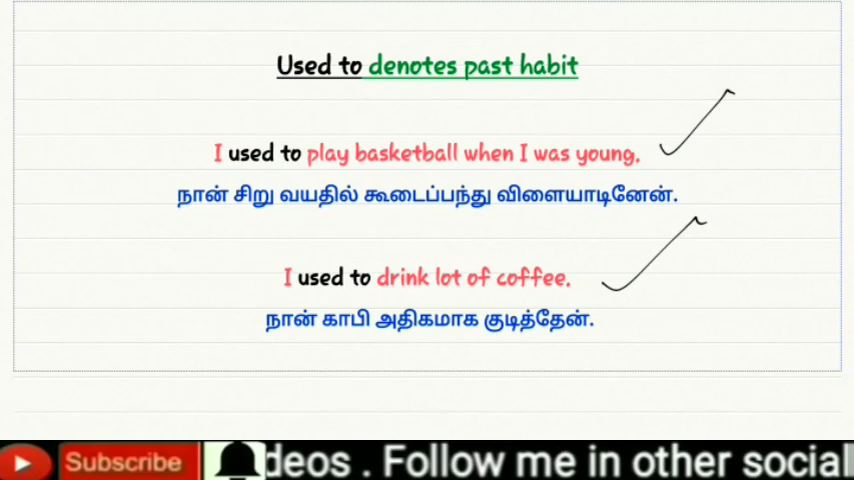 Used to denotes past habit
I used to play basketball when I was young.
நான் சிறு வயதில் கூடைப்பந்து விளையாடினேன்.
I used to drink lot of coffee.
நான் காபி அதிகமாக குடித்தேன்.
Subscribe deos . Follow me in other social